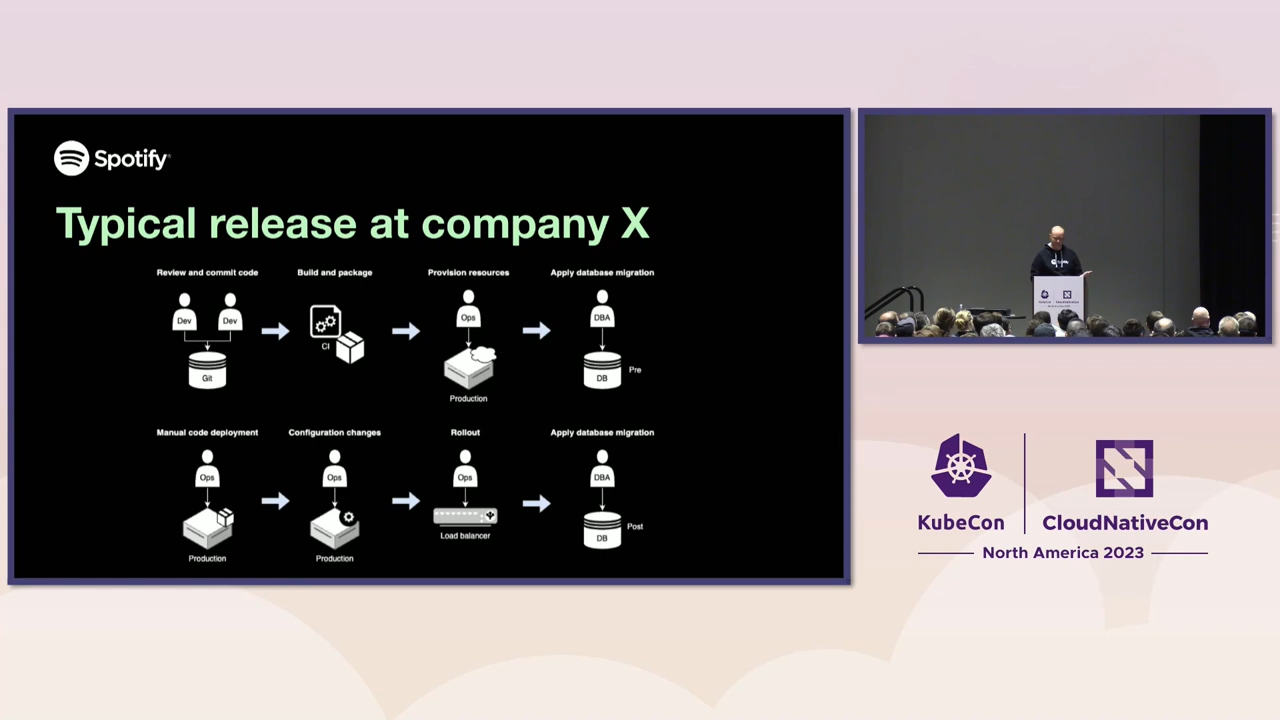 Spotify
Typical release at company X
Review and commit code
Build and package
Provision resources
Apply database migration
Dev
Dev
Git
CI
Ops
Production
DBA
DB
Pre
Manual code deployment
Configuration changes
Rollout
Apply database migration
Ops
Production
Ops
Production
Ops
Load balancer
DBA
DB
Post
KubeCon
CloudNativeCon
North America 2023